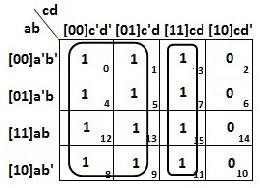 cd
ab [00]c'd' [01]c'd [11]cd [10]cd'
[00]a'b' 1 0 1 1 1 3 0 2
[01]a'b 1 4 1 5 1 7 0 6
[11]ab 1 12 1 13 1 15 0 14
[10]ab' 1 8 1 9 1 11 0 10